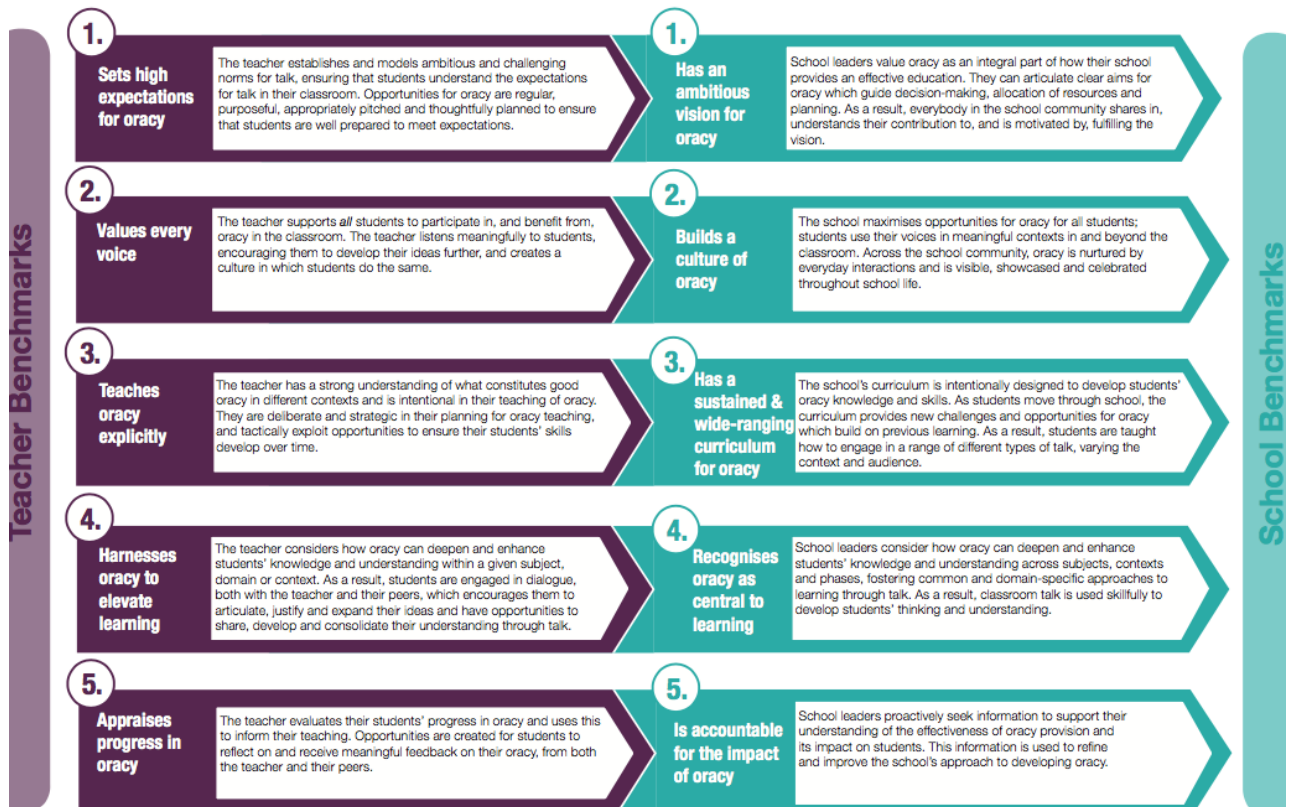 Teacher Benchmarks
1.
Sets high
expectations
for oracy
The teacher establishes and models ambitious and challenging
norms for talk, ensuring that students understand the expectations
for talk in their classroom. Opportunities for oracy are regular,
purposeful, appropriately pitched and thoughtfully planned to ensure
that students are well prepared to meet expectations.
1.
Has an
ambitious
vision for
oracy
School leaders value oracy as an integral part of how their school
provides an effective education. They can articulate clear aims for
oracy which guide decision-making, allocation of resources and
planning. As a result, everybody in the school community shares in,
understands their contribution to, and is motivated by, fulfilling the
vision.
2.
Values every
voice
The teacher supports all students to participate in, and benefit from,
oracy in the classroom. The teacher listens meaningfully to students,
encouraging them to develop their ideas further, and creates a
culture in which students do the same.
2.
Builds a
culture of
oracy
The school maximises opportunities for oracy for all students;
students use their voices in meaningful contexts in and beyond the
classroom. Across the school community, oracy is nurtured by
everyday interactions and is visible, showcased and celebrated
throughout school life.
3.
Teaches
oracy
explicitly
The teacher has a strong understanding of what constitutes good
oracy in different contexts and is intentional in their teaching of oracy.
They are deliberate and strategic in their planning for oracy teaching,
and tactically exploit opportunities to ensure their students' skills
develop over time.
3.
Has a
sustained &
wide-ranging
curriculum
for oracy
The school's curriculum is intentionally designed to develop students'
oracy knowledge and skills. As students move through school, the
curriculum provides new challenges and opportunities for oracy
which build on previous learning. As a result, students are taught
how to engage in a range of different types of talk, varying the
context and audience.
4.
Harnesses
oracy to
elevate
learning
The teacher considers how oracy can deepen and enhance
students' knowledge and understanding within a given subject,
domain or context. As a result, students are engaged in dialogue,
both with the teacher and their peers, which encourages them to
articulate, justify and expand their ideas and have opportunities to
share, develop and consolidate their understanding through talk.
4.
Recognises
oracy as
central to
learning
School leaders consider how oracy can deepen and enhance
students' knowledge and understanding across subjects, contexts
and phases, fostering common and domain-specific approaches to
learning through talk. As a result, classroom talk is used skillfully to
develop students' thinking and understanding.
5.
Appraises
progress in
oracy
The teacher evaluates their students' progress in oracy and uses this
to inform their teaching. Opportunities are created for students to
reflect on and receive meaningful feedback on their oracy, from both
the teacher and their peers.
5.
Is accountable
for the impact
of oracy
School leaders proactively seek information to support their
understanding of the effectiveness of oracy provision and
its impact on students. This information is used to refine
and improve the school's approach to developing oracy.
School Benchmarks